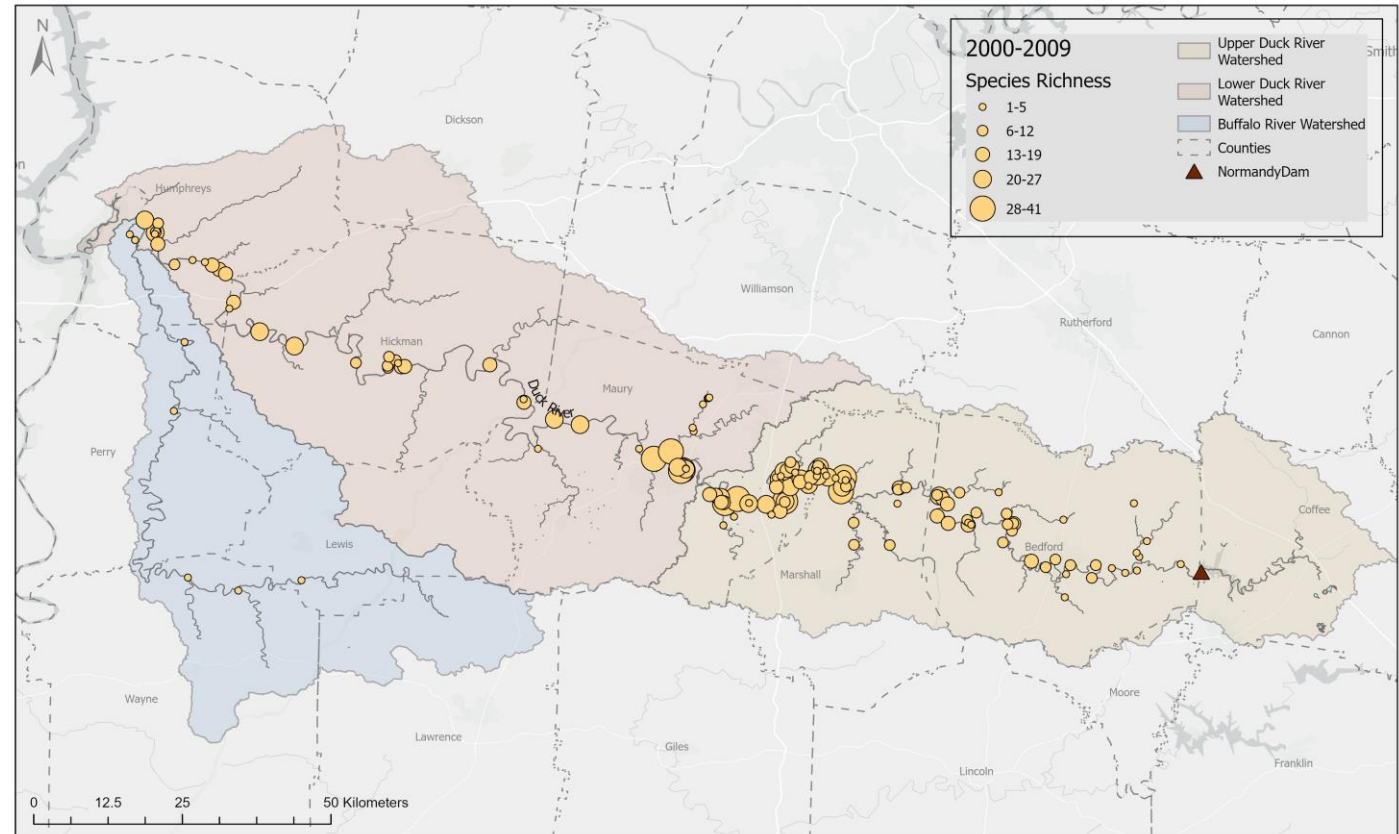 N
2000-2009
Species Richness
1-5
6-12
13-19
20-27
28-41
Upper Duck River
Watershed
Lower Duck River
Watershed
Buffalo River Watershed
Counties
NormandyDam
Smith
Dickson
Humphreys
Williamson
Rutherford
Cannon
Hickman
Maury
Duck River
Perry
Coffee
Lewis
Bedford
Marshall
Wayne
Moore
Lawrence
Giles
Lincoln
Franklin
0 12.5 25 50 Kilometers